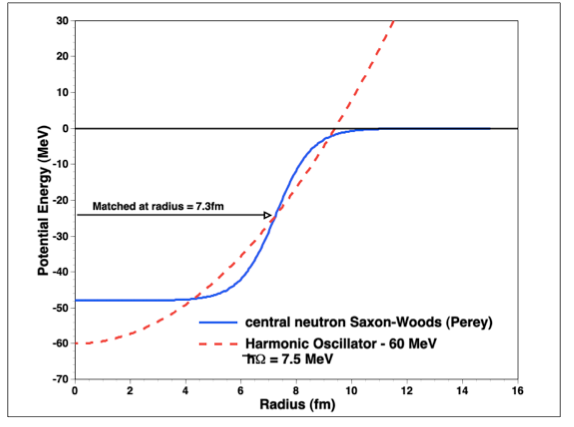 30
20
10
0
-10
-20
-30
-40
-50
-60
-70
Potential Energy (MeV)
Matched at radius = 7.3fm
central neutron Saxon-Woods (Perey)
Harmonic Oscillator - 60 MeV
ħΩ = 7.5 MeV
0 2 4 6 8 10 12 14 16
Radius (fm)